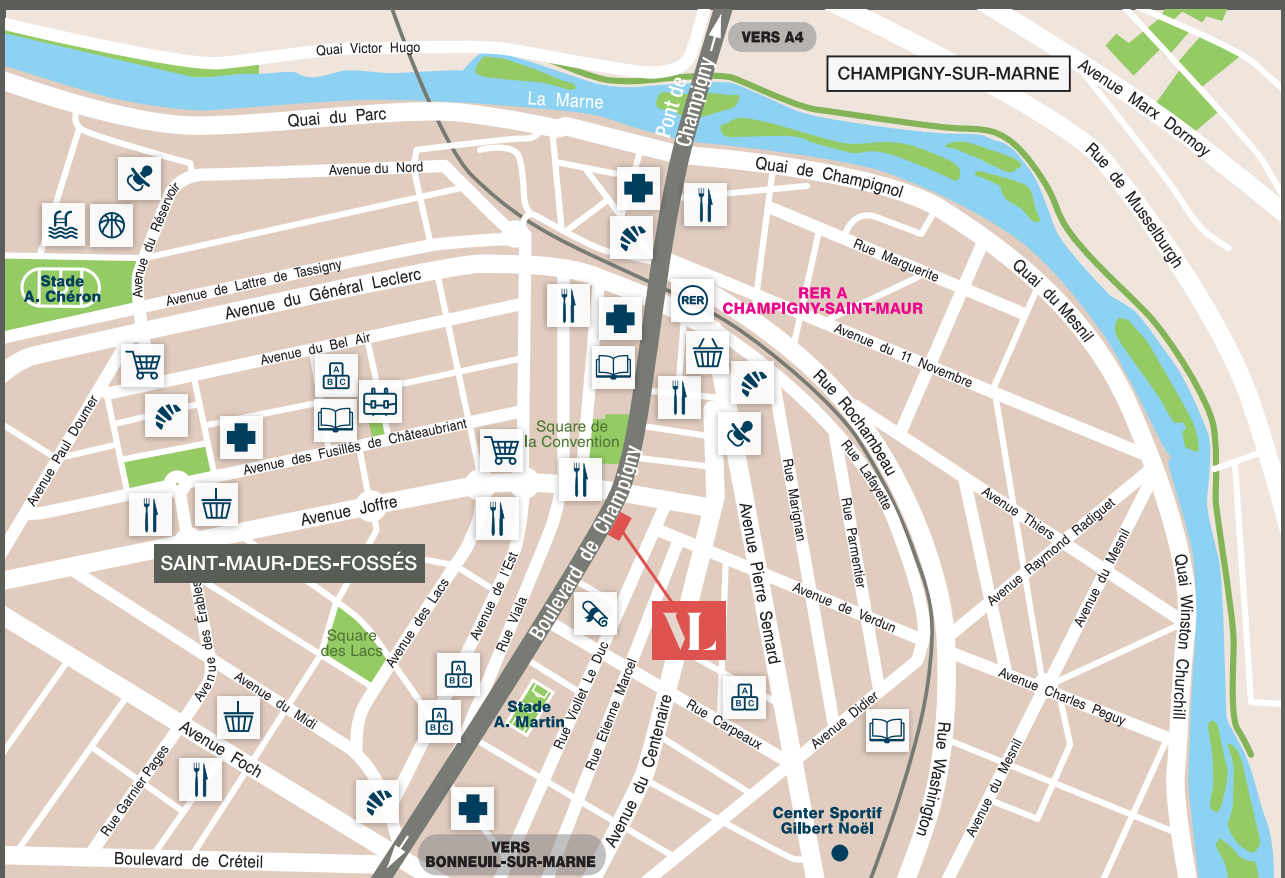 VERS A4
CHAMPIGNY-SUR-MARNE
Quai Victor Hugo
Avenue Marx Dormoy
La Marne
Pont de
Champigny
Quai du Parc
Rue de Musselburgh
Avenue du Nord
Quai de Champignol
Avenue du Réservoir
Rue Marguerite
Quai du Mesnil
Stade
A. Chéron
Avenue de Lattre de Tassigny
Avenue du Général Leclerc
RER
RER A
CHAMPIGNY-SAINT-MAUR
Avenue du 11 Novembre
Avenue du Bel Air
A
B C
Rue Rochambeau
Avenue Paul Doumer
Avenue des Fusillés de Châteaubriant
Square de
la Convention
Rue Lafayette
Rue Marignan
Rue Parmentier
Avenue Joffre
Boulevard de Champigny
Avenue Pierre Semard
Avenue Thiers
Avenue Raymond Radiguet
Avenue du Mesnil
SAINT-MAUR-DES-FOSSÉS
Quai Winston Churchill
Avenue des Érables
Avenue des Lacs
Avenue de l'Est
Rue Viala
Avenue de Verdun
VL
Square
des Lacs
A
B C
A
B C
A
B C
Avenue du Midi
Stade
A. Martin
Rue Viollet Le Duc
Rue Etienne Marcel
Avenue du Centenaire
Rue Carpeaux
Avenue Didier
Avenue Charles Peguy
Rue Washington
Avenue du Mesnil
Avenue Foch
Rue Garnier Pages
Center Sportif
Gilbert Noël
Boulevard de Créteil
VERS
BONNEUIL-SUR-MARNE